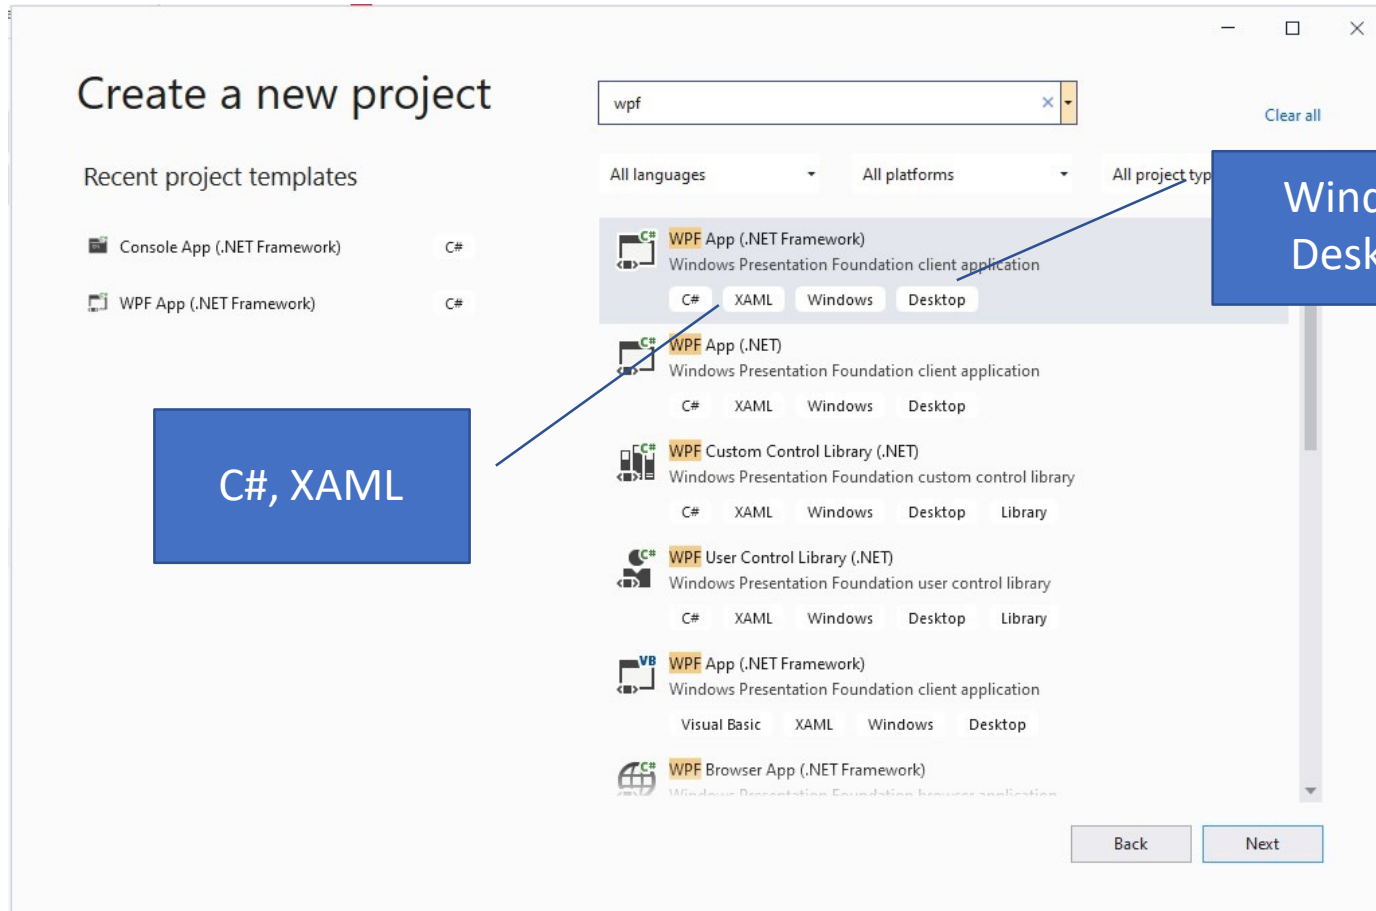 Create a new project
wpf
Clear all
Recent project templates
All languages
All platforms
All project typ
Console App (.NET Framework) C#
WPF App (.NET Framework) C#
WPF App (.NET Framework)
Windows Presentation Foundation client application
C# XAML Windows Desktop
WPF App (.NET)
Windows Presentation Foundation client application
C# XAML Windows Desktop
WPF Custom Control Library (.NET)
Windows Presentation Foundation custom control library
C# XAML Windows Desktop Library
WPF User Control Library (.NET)
Windows Presentation Foundation user control library
C# XAML Windows Desktop Library
WPF App (.NET Framework)
Windows Presentation Foundation client application
Visual Basic XAML Windows Desktop
WPF Browser App (.NET Framework)
Windows Presentation Foundation browser application
C#, XAML
Back
Next